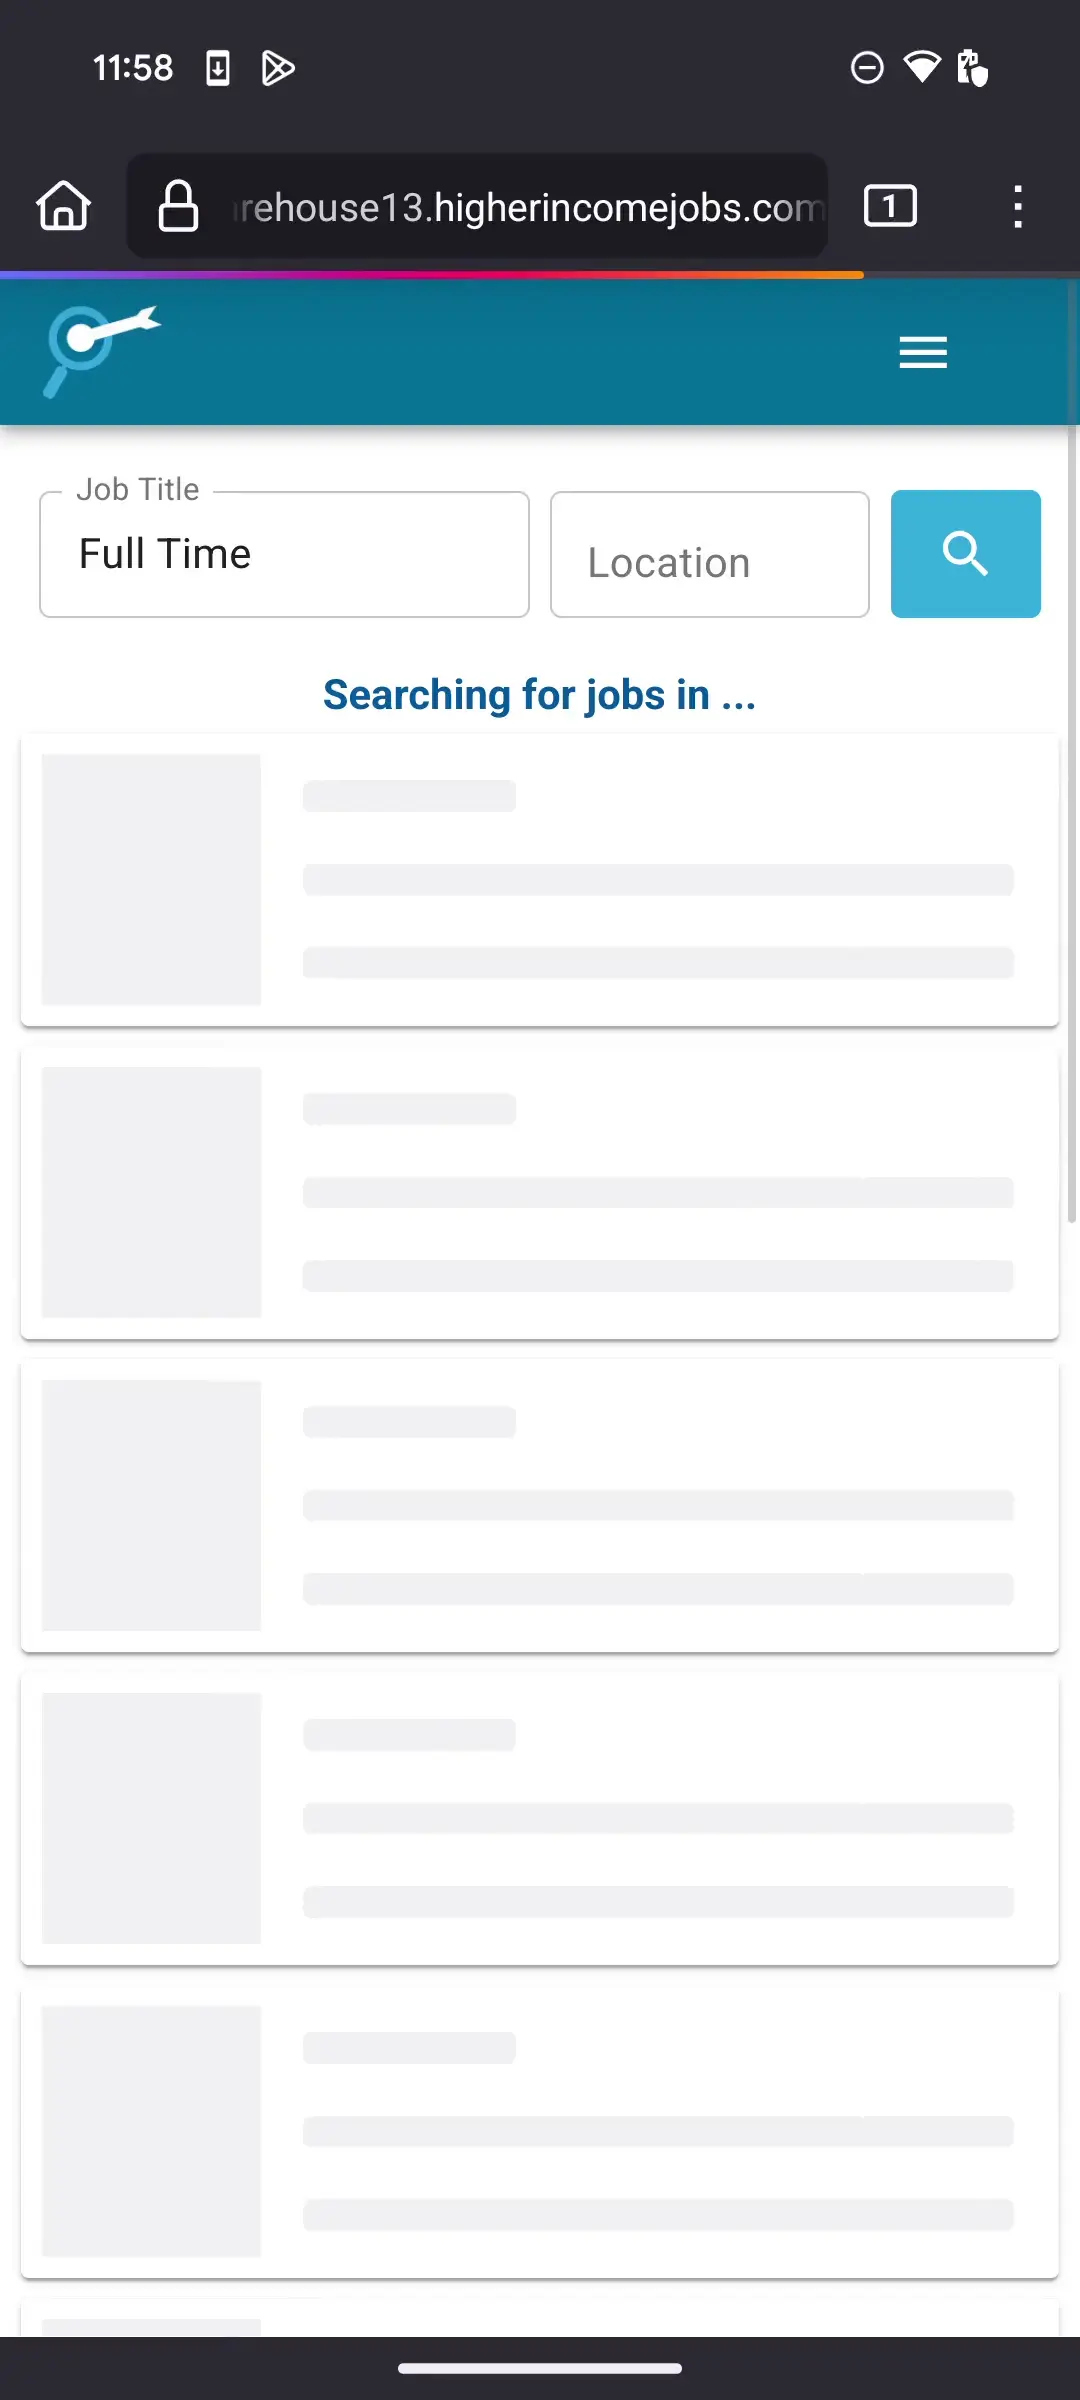 11:58
rehouse13.higherincomejobs.com
1
Job Title
Full Time
Location
Searching for jobs in ...